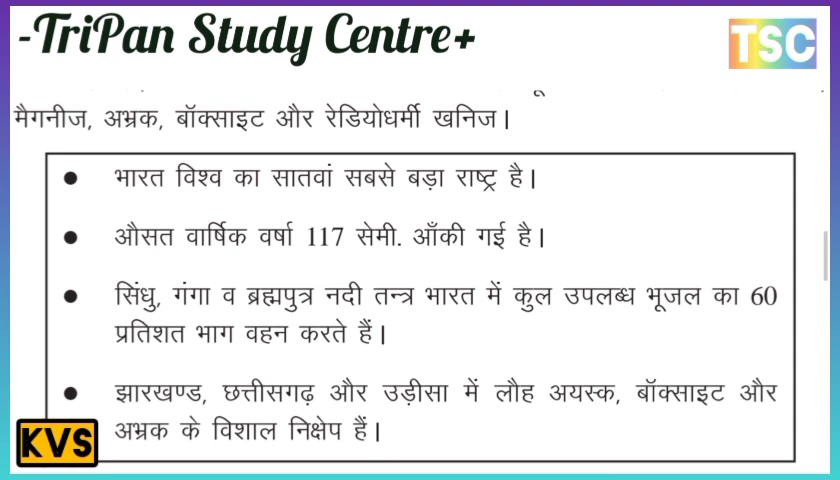 -TriPan Study Centre+
TSC
मैगनीज, अभ्रक, बॉक्साइट और रेडियोधर्मी खनिज।
● भारत विश्व का सातवां सबसे बड़ा राष्ट्र है।
● औसत वार्षिक वर्षा 117 सेमी. आँकी गई है।
● सिंधु, गंगा व ब्रह्मपुत्र नदी तन्त्र भारत में कुल उपलब्ध भूजल का 60
प्रतिशत भाग वहन करते हैं।
● झारखण्ड, छत्तीसगढ़ और उड़ीसा में लौह अयस्क, बॉक्साइट और
अभ्रक के विशाल निक्षेप हैं।
KVS